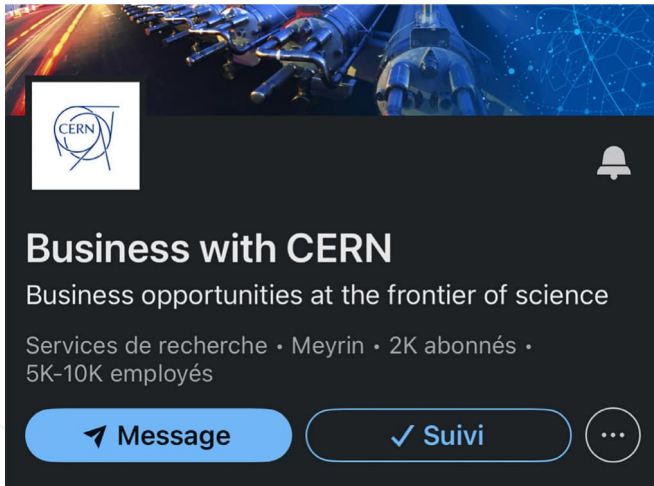 CERN
Business with CERN
Business opportunities at the frontier of science
Services de recherche • Meyrin • 2K abonnés •
5K-10K employés
Message
Suivi